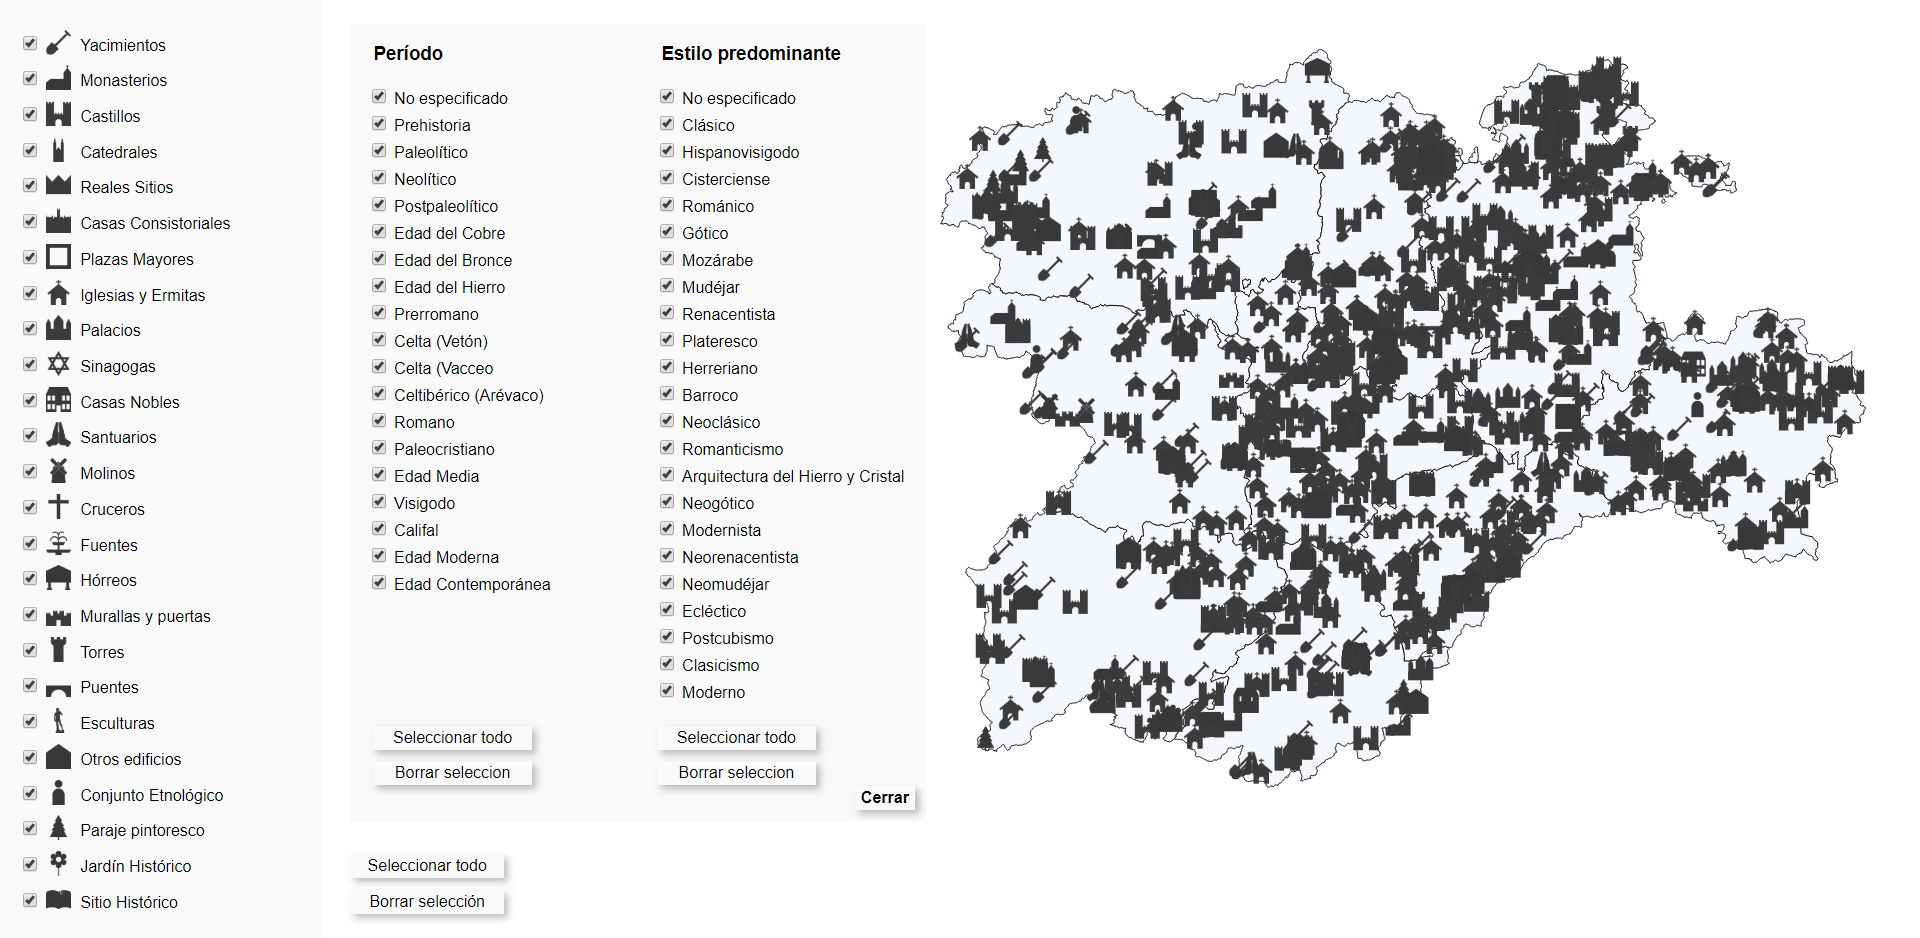 Yacimientos
Monasterios
Castillos
Catedrales
Reales Sitios
Casas Consistoriales
Plazas Mayores
Iglesias y Ermitas
Palacios
Sinagogas
Casas Nobles
Santuarios
Molinos
Cruceros
Fuentes
Hórreos
Murallas y puertas
Torres
Puentes
Esculturas
Otros edificios
Conjunto Etnológico
Paraje pintoresco
Jardín Histórico
Sitio Histórico
Período
No especificado
Prehistoria
Paleolítico
Neolítico
Postpaleolítico
Edad del Cobre
Edad del Bronce
Edad del Hierro
Prerromano
Celta (Vetón)
Celta (Vacceo
Celtibérico (Arévaco)
Romano
Paleocristiano
Edad Media
Visigodo
Califal
Edad Moderna
Edad Contemporánea
Seleccionar todo
Borrar seleccion
Estilo predominante
No especificado
Clásico
Hispanovisigodo
Cisterciense
Románico
Gótico
Mozárabe
Mudéjar
Renacentista
Plateresco
Herreriano
Barroco
Neoclásico
Romanticismo
Arquitectura del Hierro y Cristal
Neogótico
Modernista
Neorenacentista
Neomudéjar
Ecléctico
Postcubismo
Clasicismo
Moderno
Seleccionar todo
Borrar seleccion
Cerrar
Seleccionar todo
Borrar selección